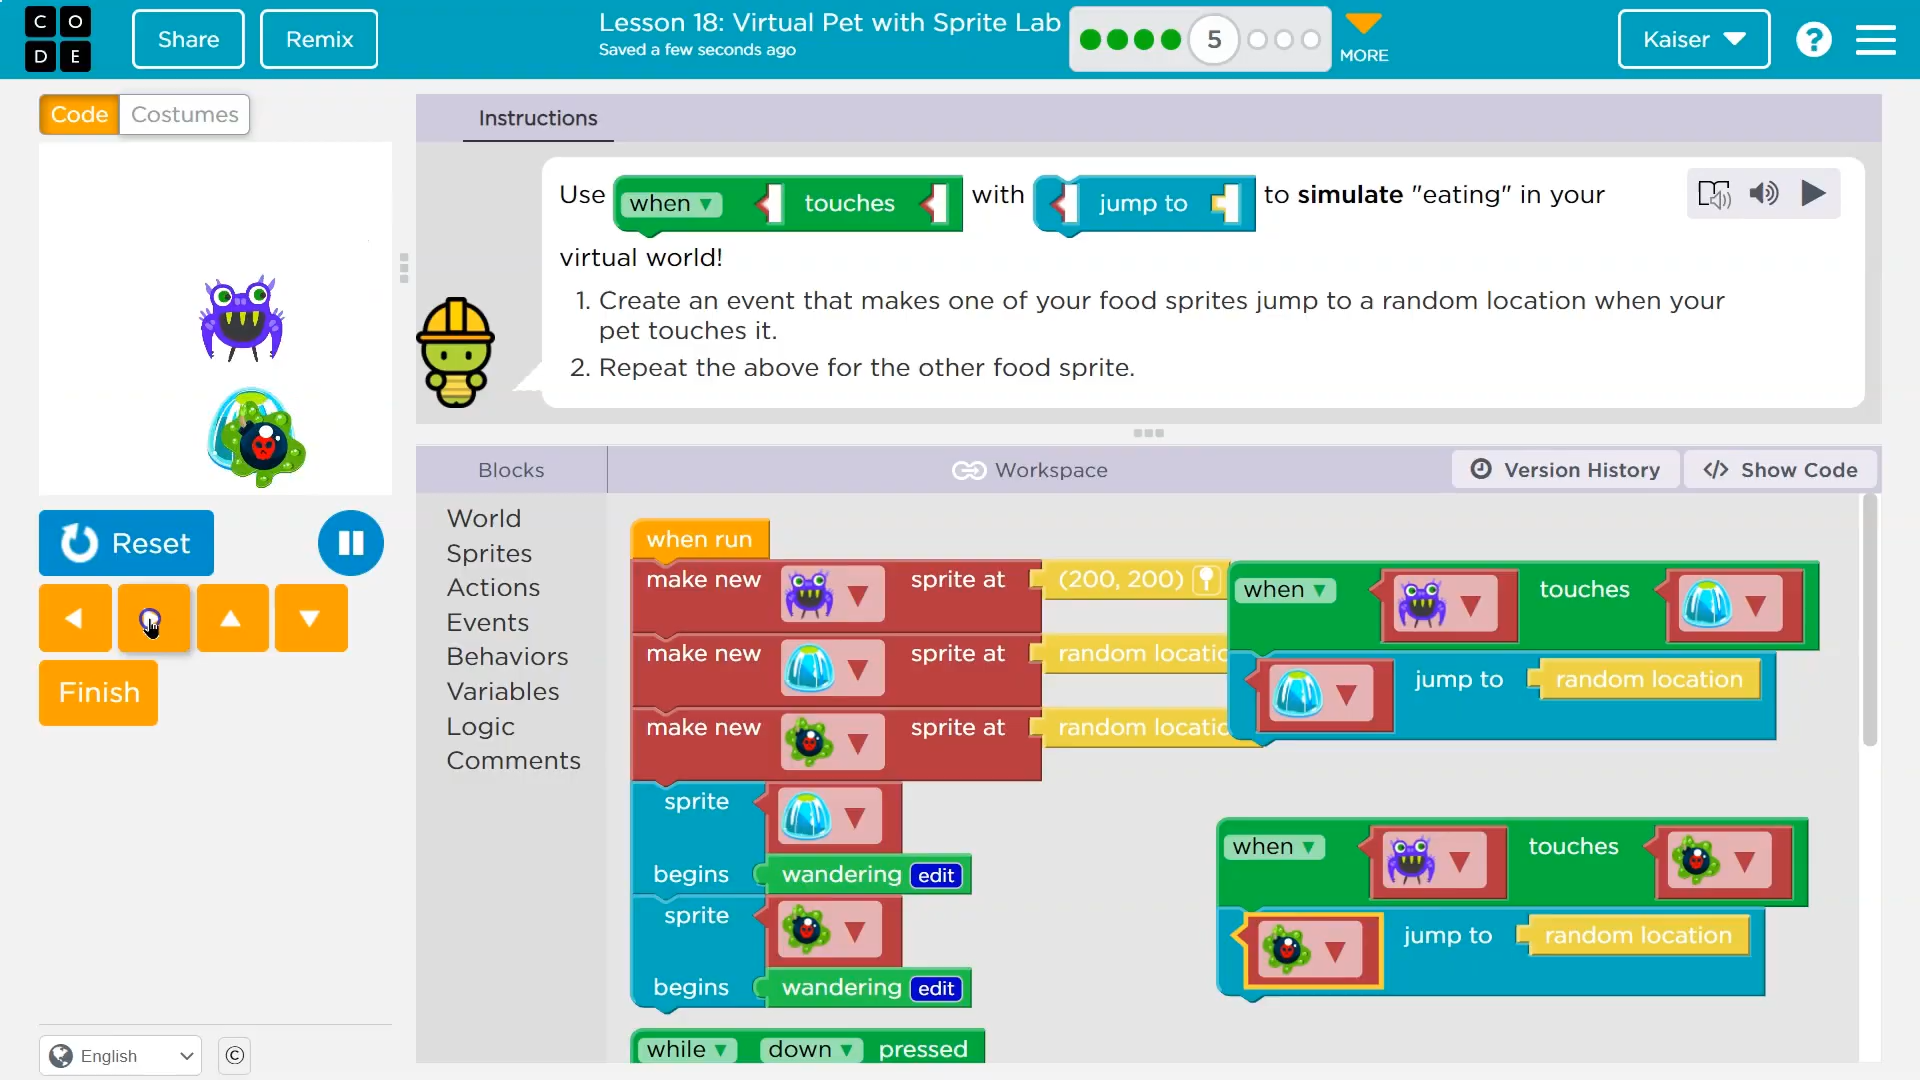 C O
D E
Share
Remix
Lesson 18: Virtual Pet with Sprite Lab
Saved a few seconds ago
5
MORE
Kaiser
?
Code
Costumes
Instructions
Use when touches with jump to to simulate "eating" in your
virtual world!
1. Create an event that makes one of your food sprites jump to a random location when your
pet touches it.
2. Repeat the above for the other food sprite.
Blocks
Workspace
Version History
</> Show Code
Reset
Finish
World
Sprites
Actions
Events
Behaviors
Variables
Logic
Comments
when run
make new sprite at (200, 200)
make new sprite at random locatio
make new sprite at random locatio
sprite
begins wandering edit
sprite
begins wandering edit
while down pressed
when touches
jump to random location
when touches
jump to random location
English
©